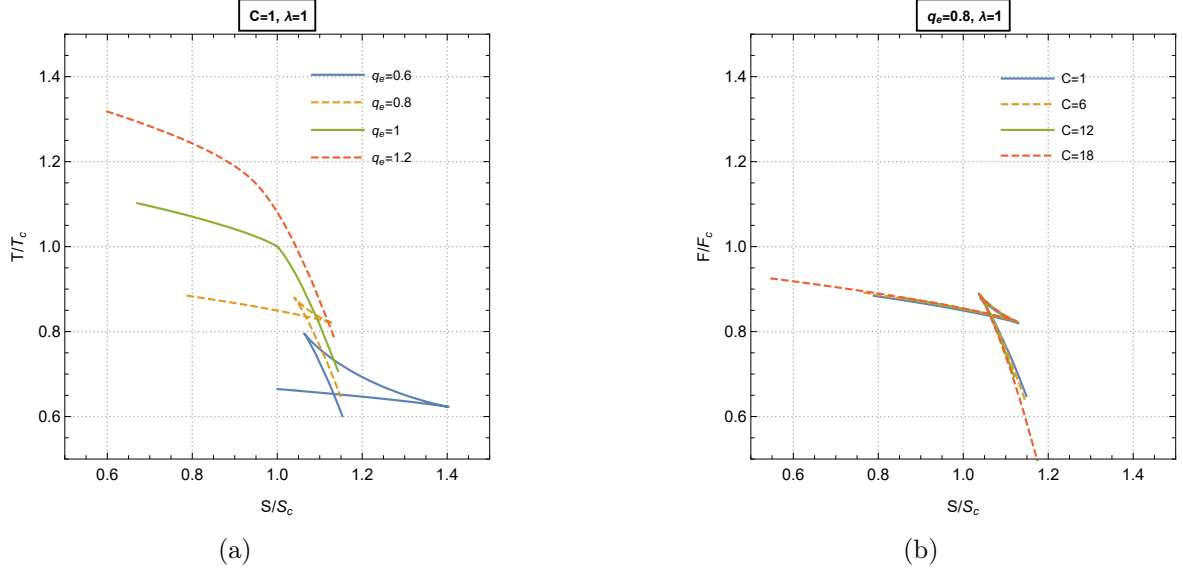 C=1, λ=1
q_e=0.6
q_e=0.8
q_e=1
q_e=1.2
T/T_c
1.4
1.2
1.0
0.8
0.6
0.6 0.8 1.0 1.2 1.4
S/S_c
(a)
q_e=0.8, λ=1
C=1
C=6
C=12
C=18
F/F_c
1.4
1.2
1.0
0.8
0.6
0.6 0.8 1.0 1.2 1.4
S/S_c
(b)